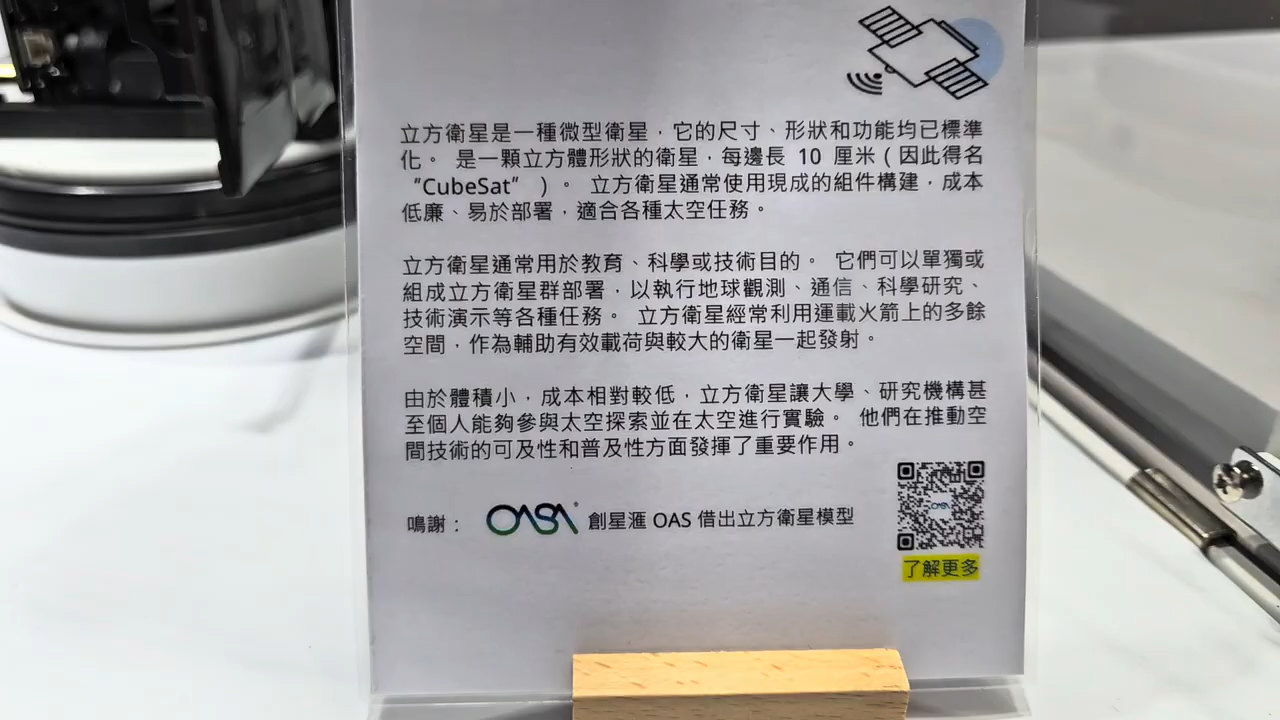 立方衛星是一種微型衛星，它的尺寸、形狀和功能均已標準
化。 是一顆立方體形狀的衛星，每邊長 10 厘米（因此得名
“CubeSat” ）。 立方衛星通常使用現成的組件構建，成本
低廉、易於部署，適合各種太空任務。
立方衛星通常用於教育、科學或技術目的。 它們可以單獨或
組成立方衛星群部署，以執行地球觀測、通信、科學研究、
技術演示等各種任務。 立方衛星經常利用運載火箭上的多餘
空間，作為輔助有效載荷與較大的衛星一起發射。
由於體積小，成本相對較低，立方衛星讓大學、研究機構甚
至個人能夠參與太空探索並在太空進行實驗。 他們在推動空
間技術的可及性和普及性方面發揮了重要作用。
鳴謝： OASA® 創星滙 OAS 借出立方衛星模型
了解更多